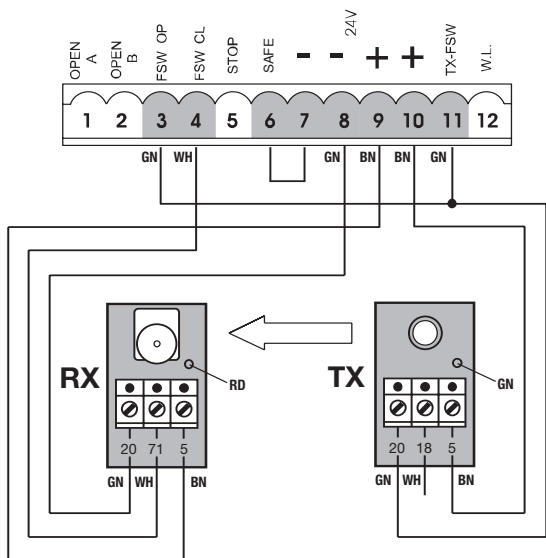 OPEN A
OPEN B
FSW OP
FSW CL
STOP
SAFE
–
–
24V
+
+
TX-FSW
W.L.
1 2 3 4 5 6 7 8 9 10 11 12
GN WH GN BN BN GN
RX
RD
20 71 5
GN WH BN
TX
GN
20 18 5
GN WH BN